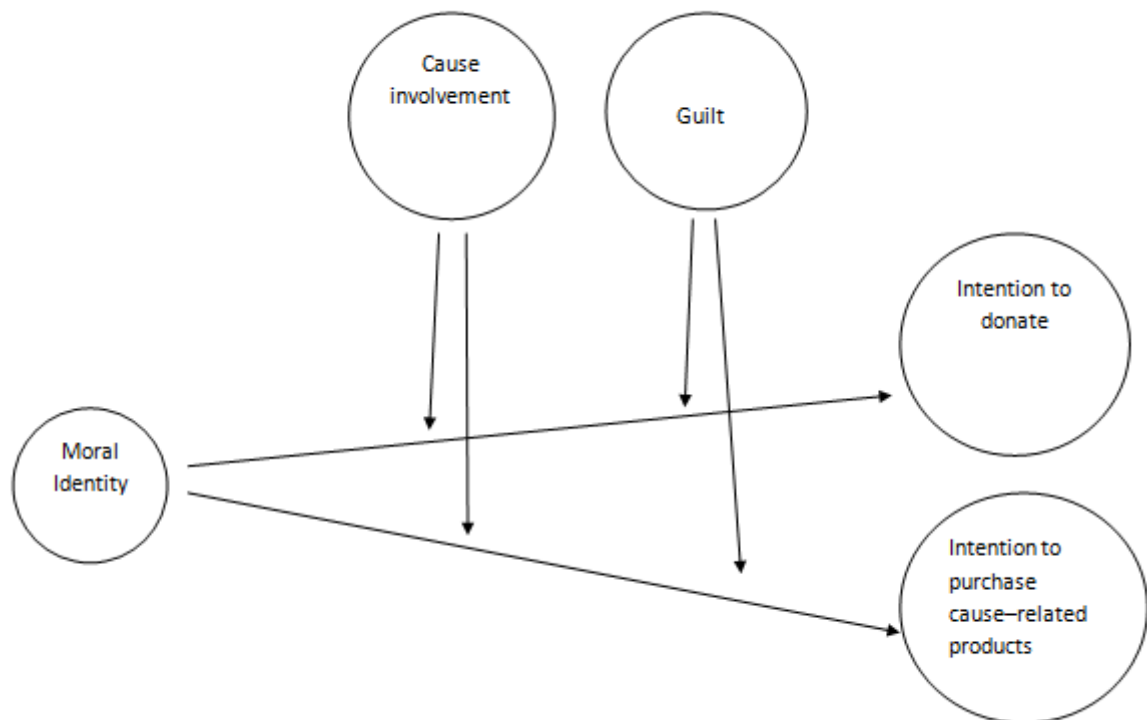 Cause
involvement
Guilt
Intention to
donate
Moral
Identity
Intention to
purchase
cause–related
products